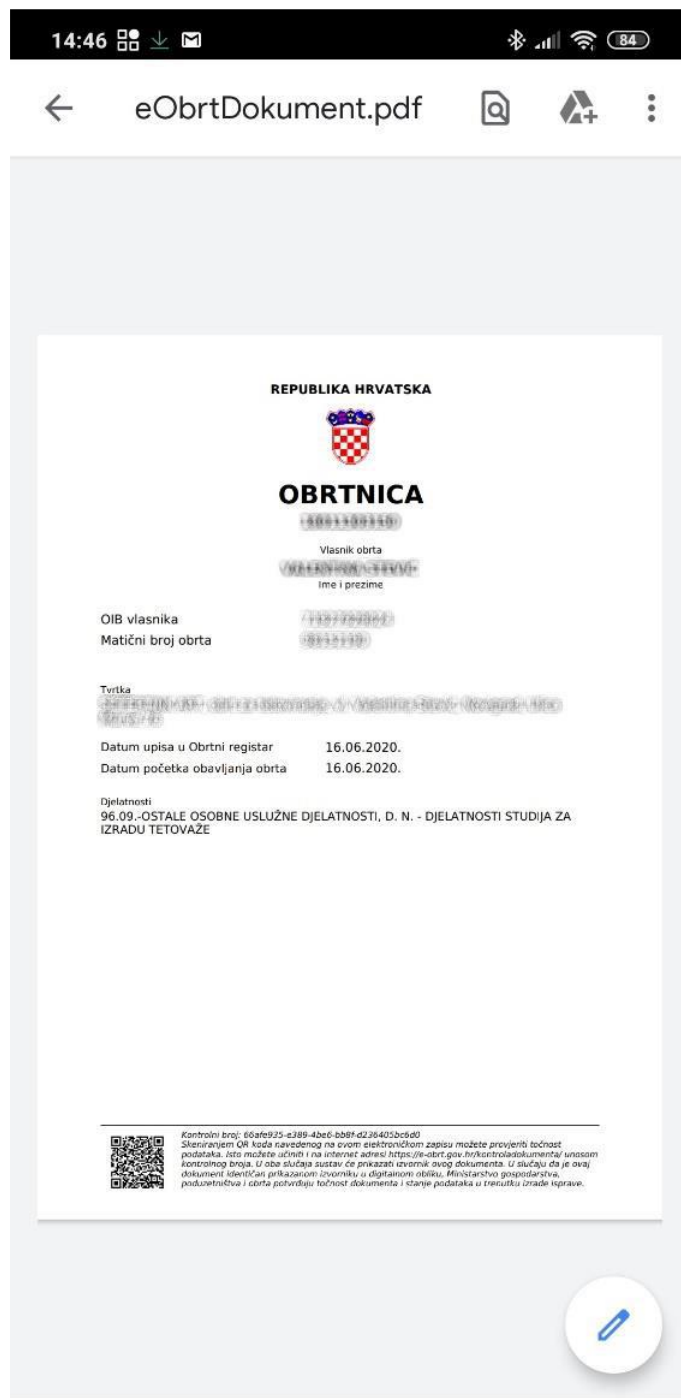 14:46
84
eObrtDokument.pdf
REPUBLIKA HRVATSKA
OBRTNICA
Vlasnik obrta
Ime i prezime
OIB vlasnika
Matični broj obrta
Tvrtka
Datum upisa u Obrtni registar 16.06.2020.
Datum početka obavljanja obrta 16.06.2020.
Djelatnosti
96.09.-OSTALE OSOBNE USLUŽNE DJELATNOSTI, D. N. - DJELATNOSTI STUDIJA ZA
IZRADU TETOVAŽE
Kontrolni broj: 66afe935-e389-4be6-bb8f-d236405bc6d0
Skeniranjem QR koda navedenog na ovom elektroničkom zapisu možete provjeriti točnost
podataka. Isto možete učiniti i na internet adresi https://e-obrt.gov.hr/kontroladokumenta/ unosom
kontrolnog broja. U oba slučaja sustav će prikazati izvornik ovog dokumenta. U slučaju da je ovaj
dokument identičan prikazanom izvorniku u digitalnom obliku, Ministarstvo gospodarstva,
poduzetništva i obrta potvrđuju točnost dokumenta i stanje podataka u trenutku izrade isprave.